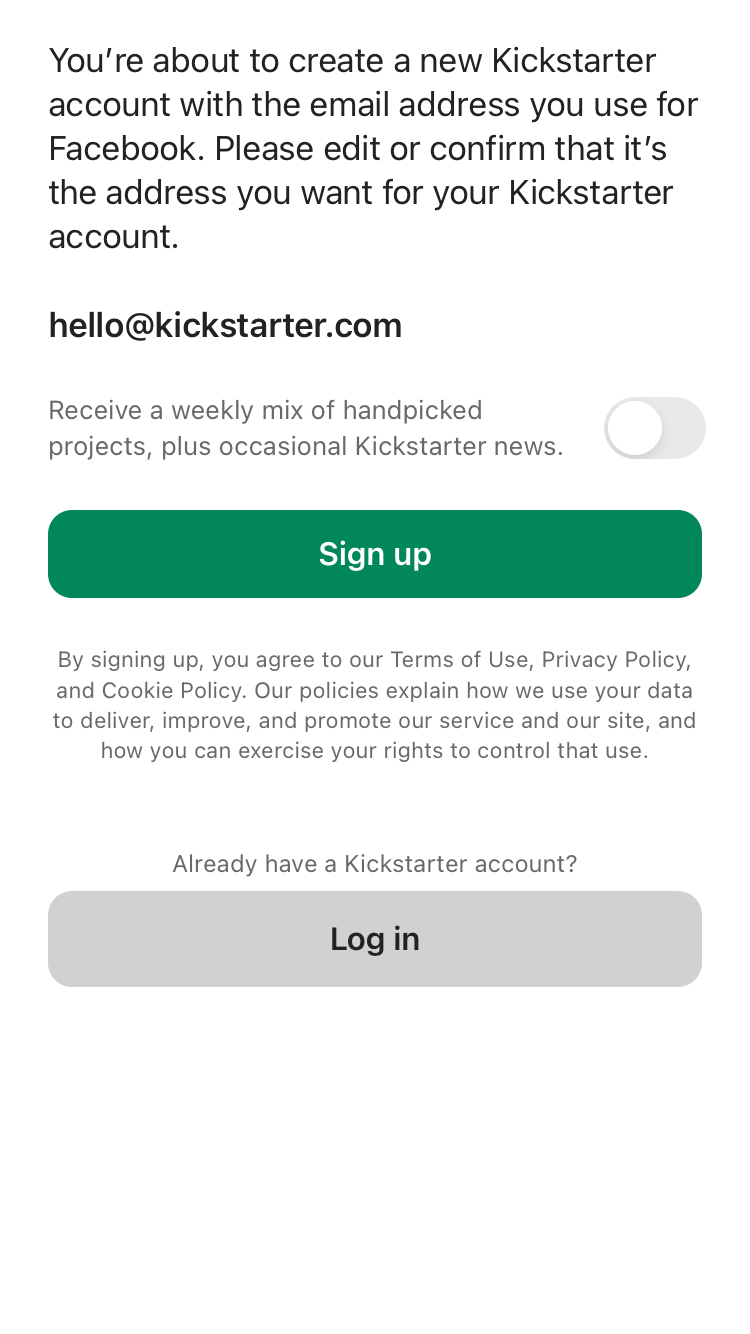 You’re about to create a new Kickstarter
account with the email address you use for
Facebook. Please edit or confirm that it’s
the address you want for your Kickstarter
account.
hello@kickstarter.com
Receive a weekly mix of handpicked
projects, plus occasional Kickstarter news.
Sign up
By signing up, you agree to our Terms of Use, Privacy Policy,
and Cookie Policy. Our policies explain how we use your data
to deliver, improve, and promote our service and our site, and
how you can exercise your rights to control that use.
Already have a Kickstarter account?
Log in